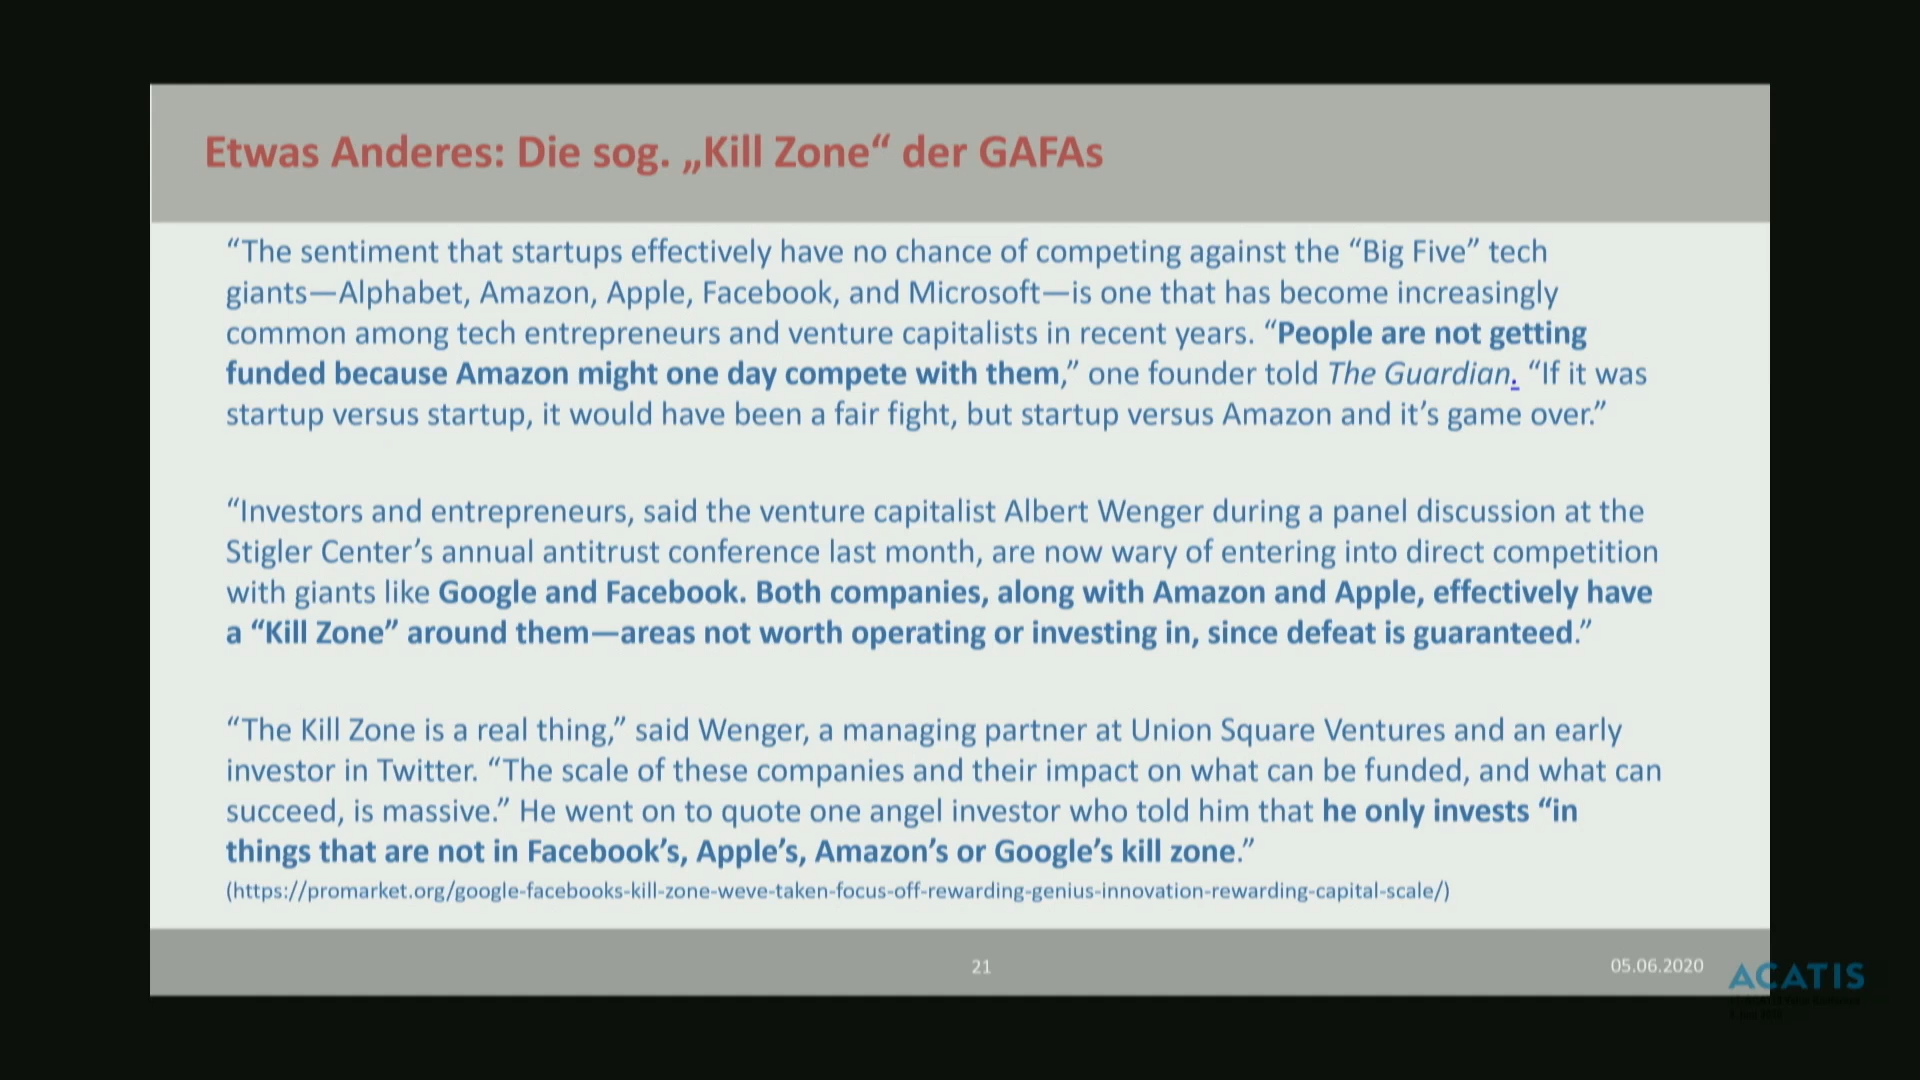 Etwas Anderes: Die sog. „Kill Zone“ der GAFAs
“The sentiment that startups effectively have no chance of competing against the “Big Five” tech
giants—Alphabet, Amazon, Apple, Facebook, and Microsoft—is one that has become increasingly
common among tech entrepreneurs and venture capitalists in recent years. “People are not getting
funded because Amazon might one day compete with them,” one founder told The Guardian. “If it was
startup versus startup, it would have been a fair fight, but startup versus Amazon and it’s game over.”
“Investors and entrepreneurs, said the venture capitalist Albert Wenger during a panel discussion at the
Stigler Center’s annual antitrust conference last month, are now wary of entering into direct competition
with giants like Google and Facebook. Both companies, along with Amazon and Apple, effectively have
a “Kill Zone” around them—areas not worth operating or investing in, since defeat is guaranteed.”
“The Kill Zone is a real thing,” said Wenger, a managing partner at Union Square Ventures and an early
investor in Twitter. “The scale of these companies and their impact on what can be funded, and what can
succeed, is massive.” He went on to quote one angel investor who told him that he only invests “in
things that are not in Facebook’s, Apple’s, Amazon’s or Google’s kill zone.”
(https://promarket.org/google-facebooks-kill-zone-weve-taken-focus-off-rewarding-genius-innovation-rewarding-capital-scale/)
21
05.06.2020
ACATIS